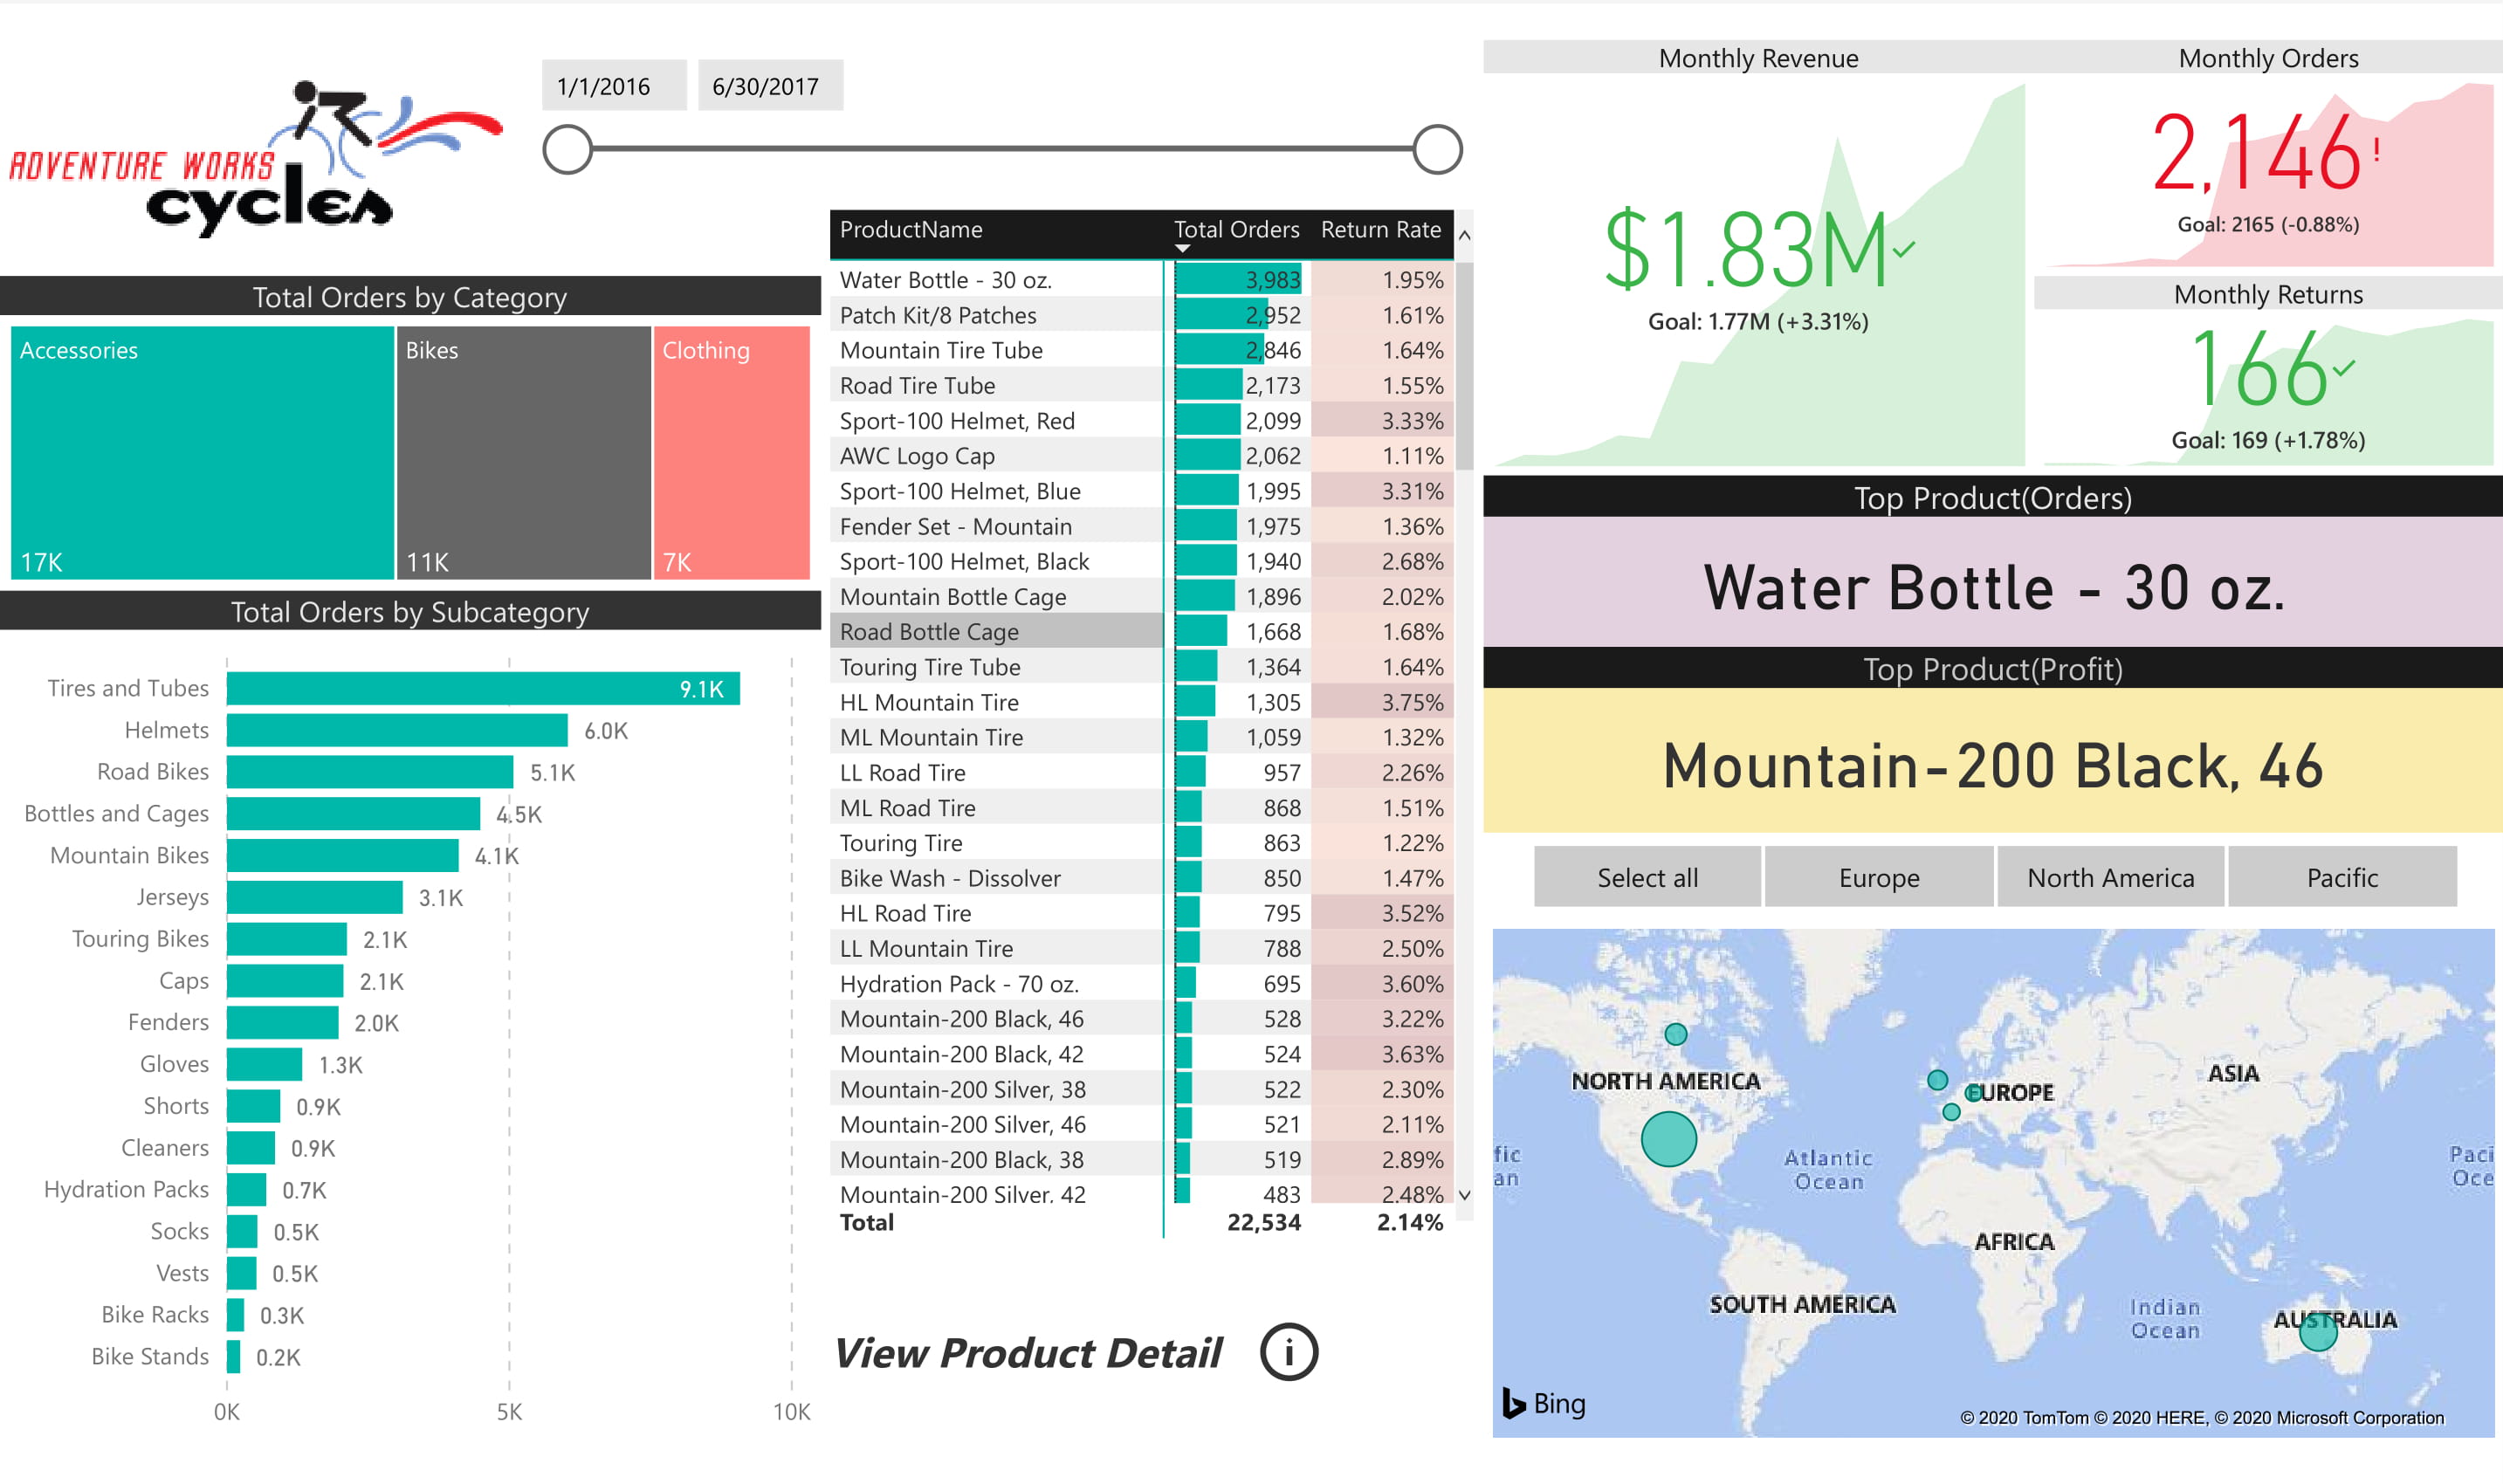 ADVENTURE WORKS
cycles
1/1/2016
6/30/2017
Total Orders by Category
Accessories
17K
Bikes
11K
Clothing
7K
Total Orders by Subcategory
Tires and Tubes 9.1K
Helmets 6.0K
Road Bikes 5.1K
Bottles and Cages 4.5K
Mountain Bikes 4.1K
Jerseys 3.1K
Touring Bikes 2.1K
Caps 2.1K
Fenders 2.0K
Gloves 1.3K
Shorts 0.9K
Cleaners 0.9K
Hydration Packs 0.7K
Socks 0.5K
Vests 0.5K
Bike Racks 0.3K
Bike Stands 0.2K
0K 5K 10K
ProductName Total Orders Return Rate
Water Bottle - 30 oz. 3,983 1.95%
Patch Kit/8 Patches 2,952 1.61%
Mountain Tire Tube 2,846 1.64%
Road Tire Tube 2,173 1.55%
Sport-100 Helmet, Red 2,099 3.33%
AWC Logo Cap 2,062 1.11%
Sport-100 Helmet, Blue 1,995 3.31%
Fender Set - Mountain 1,975 1.36%
Sport-100 Helmet, Black 1,940 2.68%
Mountain Bottle Cage 1,896 2.02%
Road Bottle Cage 1,668 1.68%
Touring Tire Tube 1,364 1.64%
HL Mountain Tire 1,305 3.75%
ML Mountain Tire 1,059 1.32%
LL Road Tire 957 2.26%
ML Road Tire 868 1.51%
Touring Tire 863 1.22%
Bike Wash - Dissolver 850 1.47%
HL Road Tire 795 3.52%
LL Mountain Tire 788 2.50%
Hydration Pack - 70 oz. 695 3.60%
Mountain-200 Black, 46 528 3.22%
Mountain-200 Black, 42 524 3.63%
Mountain-200 Silver, 38 522 2.30%
Mountain-200 Silver, 46 521 2.11%
Mountain-200 Black, 38 519 2.89%
Mountain-200 Silver, 42 483 2.48%
Total 22,534 2.14%
View Product Detail i
Monthly Revenue
$1.83M
Goal: 1.77M (+3.31%)
Monthly Orders
2,146!
Goal: 2165 (-0.88%)
Monthly Returns
166
Goal: 169 (+1.78%)
Top Product(Orders)
Water Bottle - 30 oz.
Top Product(Profit)
Mountain-200 Black, 46
Select all Europe North America Pacific
NORTH AMERICA
EUROPE
ASIA
fic
an
Atlantic
Ocean
Paci
Oce
AFRICA
SOUTH AMERICA
Indian
Ocean
AUSTRALIA
Bing
© 2020 TomTom © 2020 HERE, © 2020 Microsoft Corporation